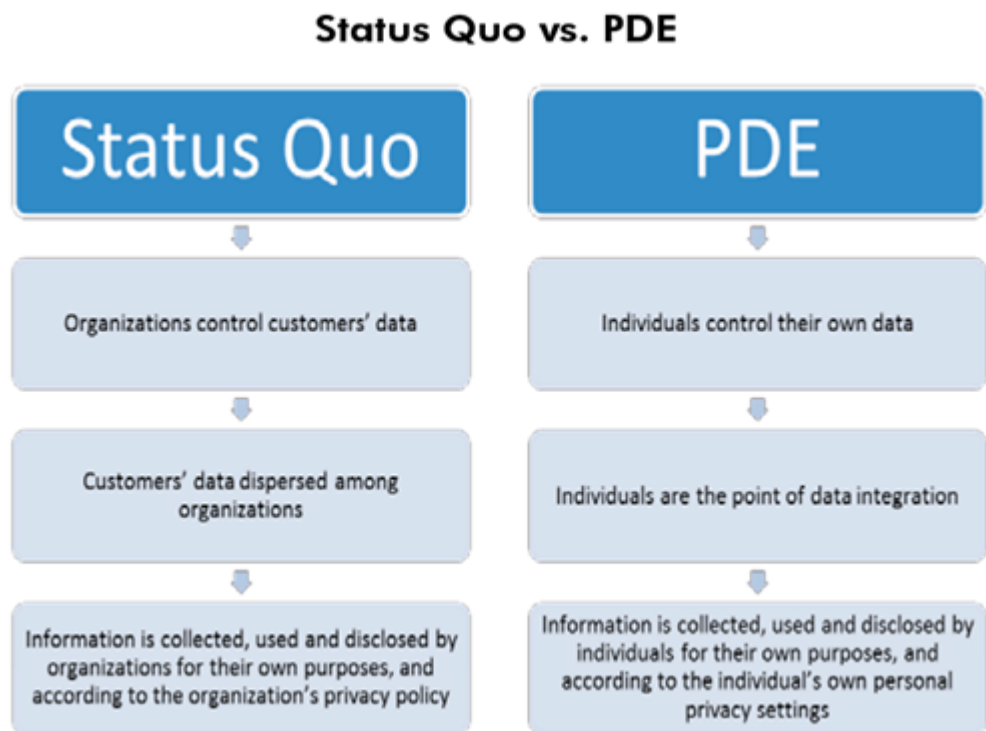 Status Quo vs. PDE
Status Quo
Organizations control customers’ data
Customers’ data dispersed among
organizations
Information is collected, used and disclosed by
organizations for their own purposes, and
according to the organization’s privacy policy
PDE
Individuals control their own data
Individuals are the point of data integration
Information is collected, used and disclosed by
individuals for their own purposes, and
according to the individual’s own personal
privacy settings